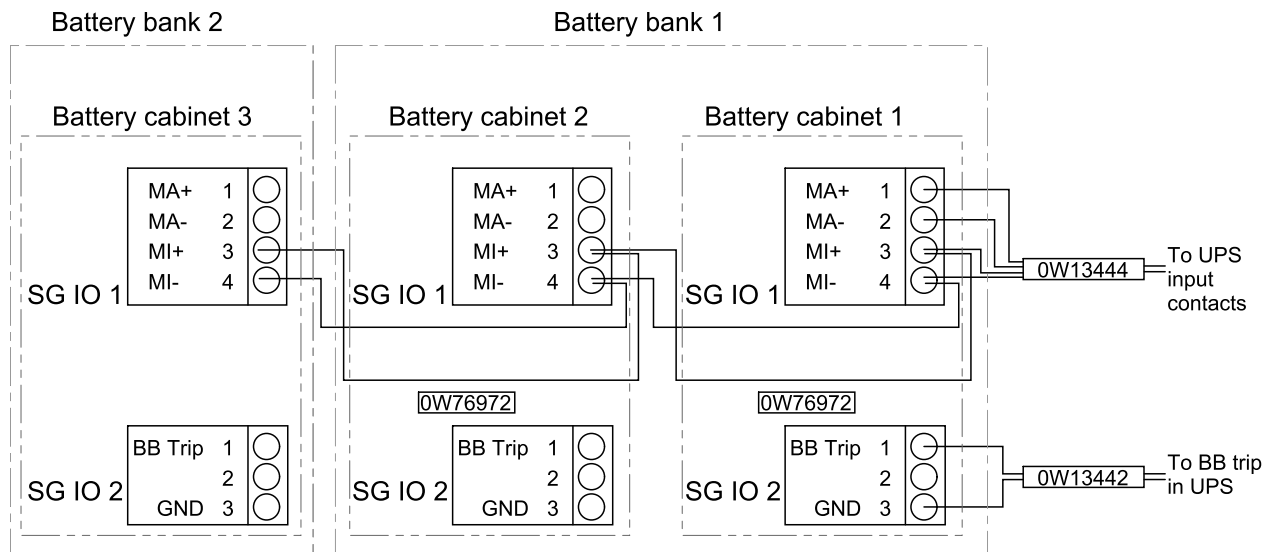 Battery bank 2
Battery bank 1
Battery cabinet 3
Battery cabinet 2
Battery cabinet 1
MA+ 1
MA- 2
MI+ 3
MI- 4
SG IO 1
MA+ 1
MA- 2
MI+ 3
MI- 4
SG IO 1
MA+ 1
MA- 2
MI+ 3
MI- 4
SG IO 1
0W13444
To UPS
input
contacts
0W76972
0W76972
BB Trip 1
2
GND 3
SG IO 2
BB Trip 1
2
GND 3
SG IO 2
BB Trip 1
2
GND 3
SG IO 2
0W13442
To BB trip
in UPS